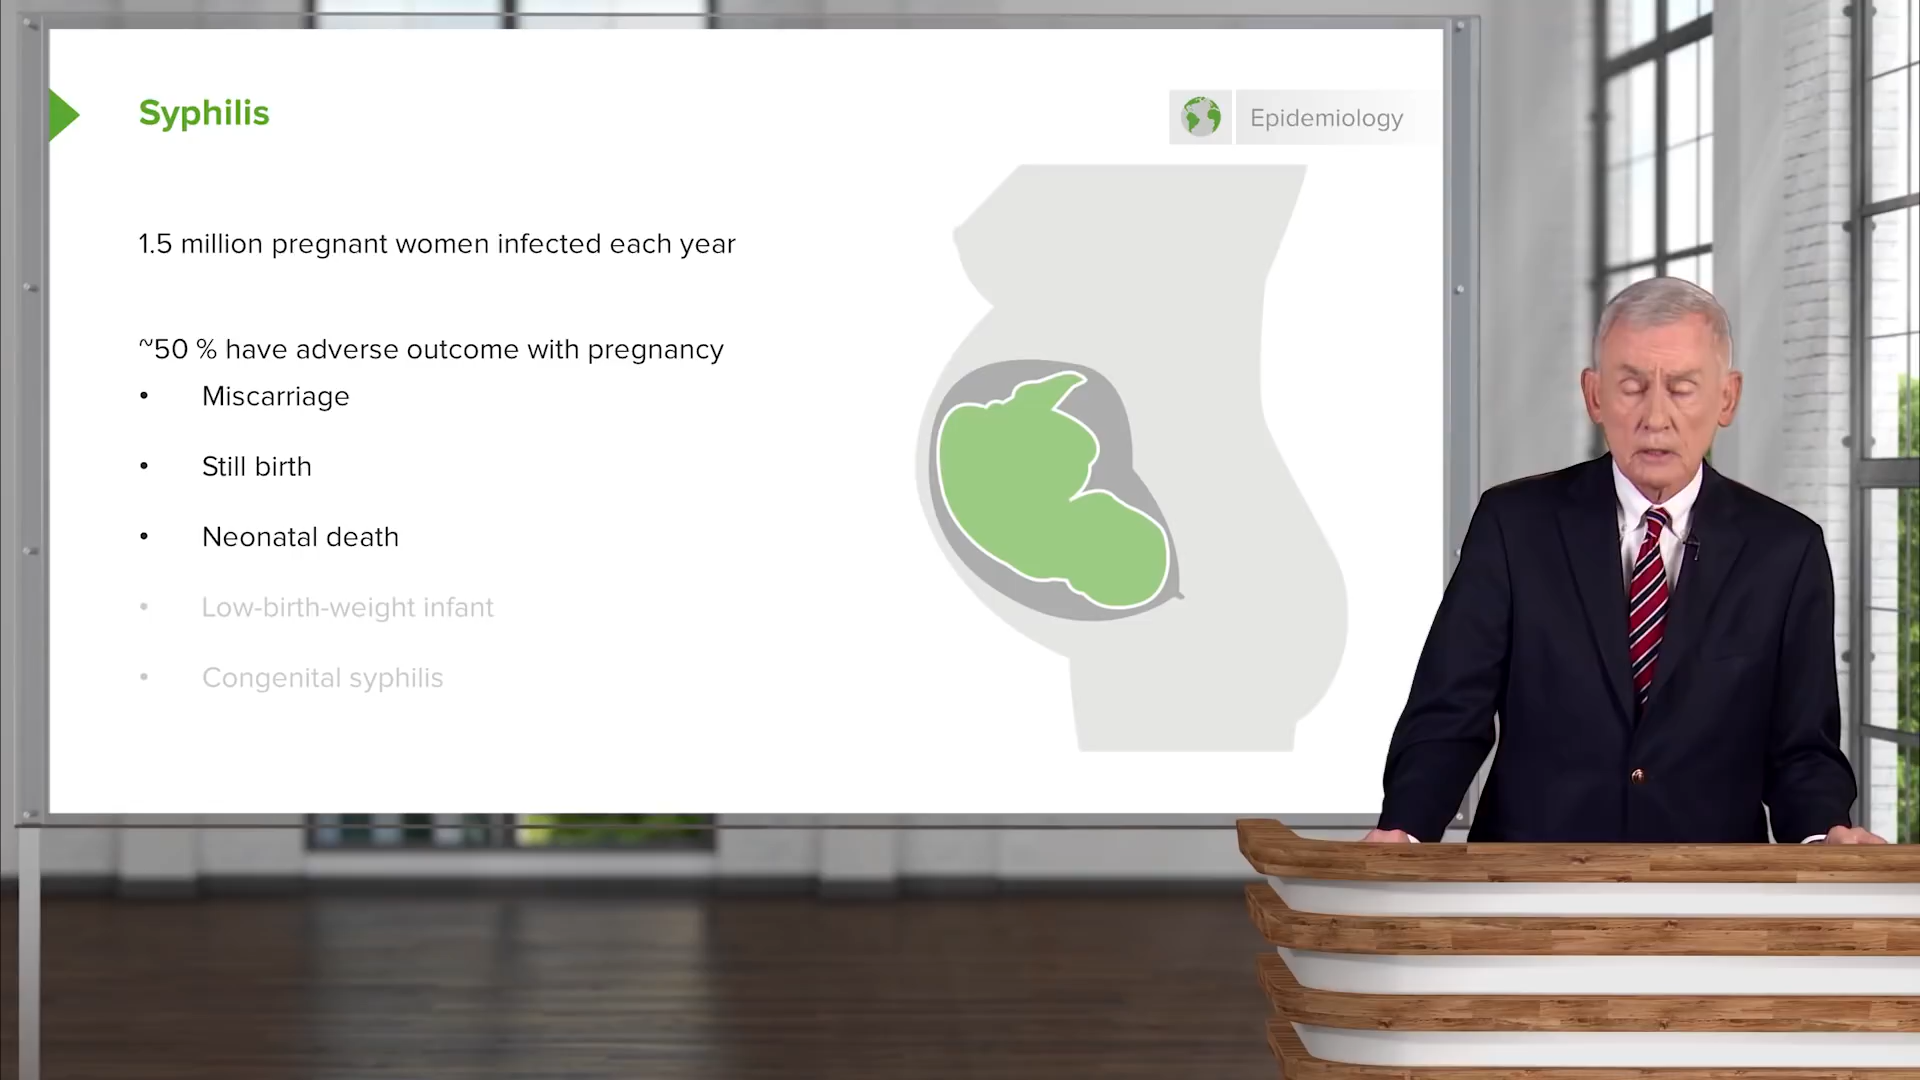 Syphilis
Epidemiology
1.5 million pregnant women infected each year
~50 % have adverse outcome with pregnancy
• Miscarriage
• Still birth
• Neonatal death
• Low-birth-weight infant
• Congenital syphilis